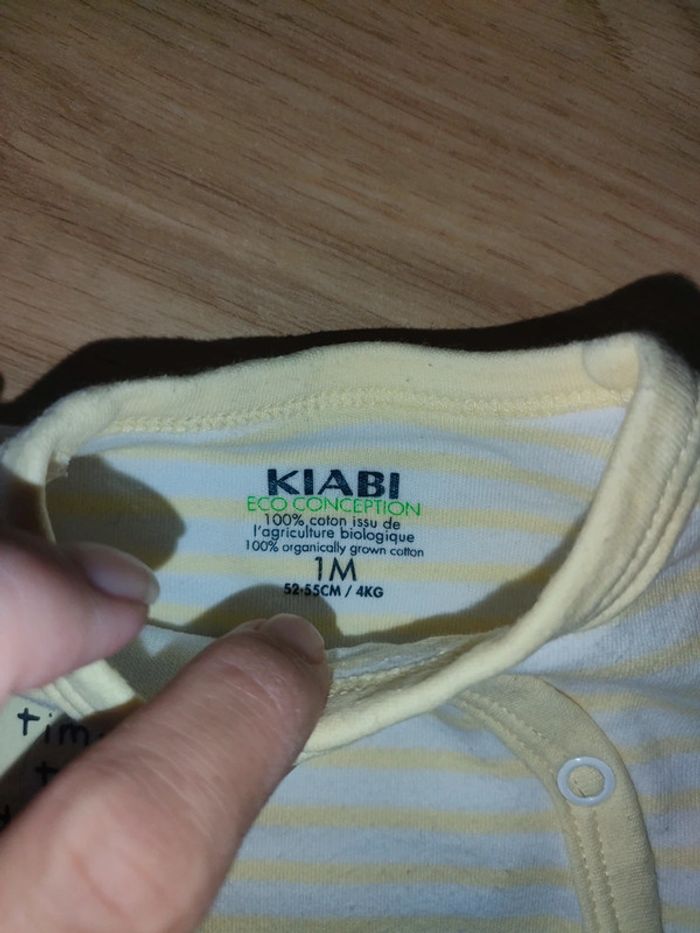 KIABI
ECO CONCEPTION
100% coton issu de
l'agriculture biologique
100% organically grown cotton
1M
52-55CM / 4KG